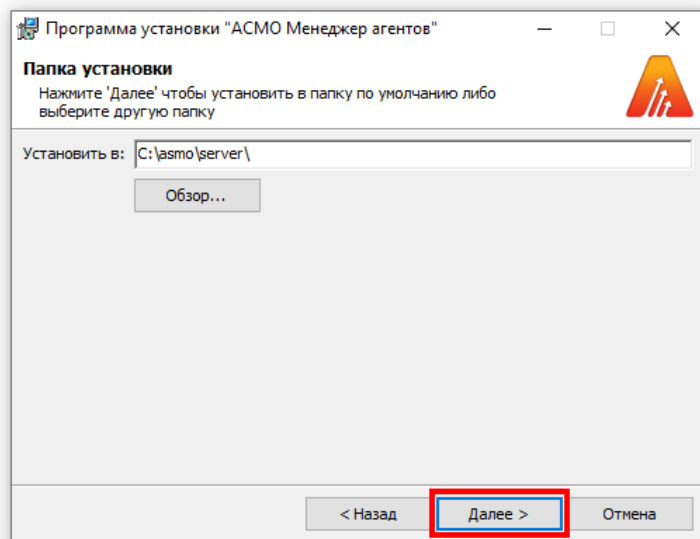 Программа установки "АСМО Менеджер агентов"
Папка установки
Нажмите 'Далее' чтобы установить в папку по умолчанию либо
выберите другую папку
Установить в: C:\asmo\server\
Обзор...
< Назад Далее > Отмена